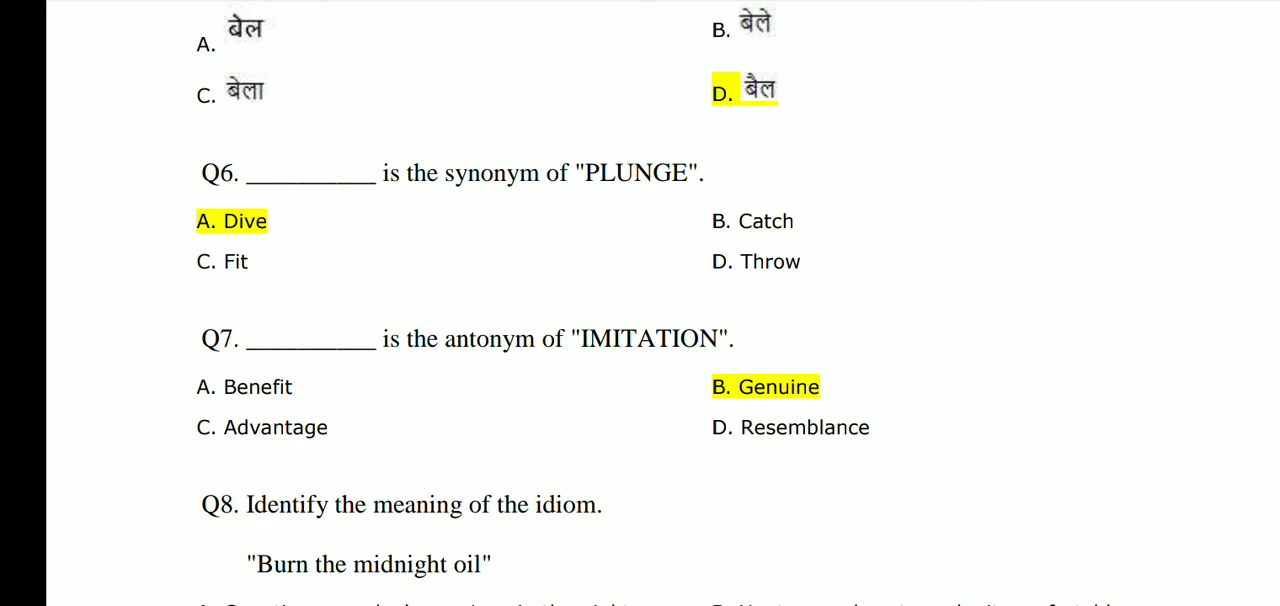 A. बेल B. बेले
C. बेला D. बैल
Q6. __________ is the synonym of "PLUNGE".
A. Dive B. Catch
C. Fit D. Throw
Q7. __________ is the antonym of "IMITATION".
A. Benefit B. Genuine
C. Advantage D. Resemblance
Q8. Identify the meaning of the idiom.
"Burn the midnight oil"